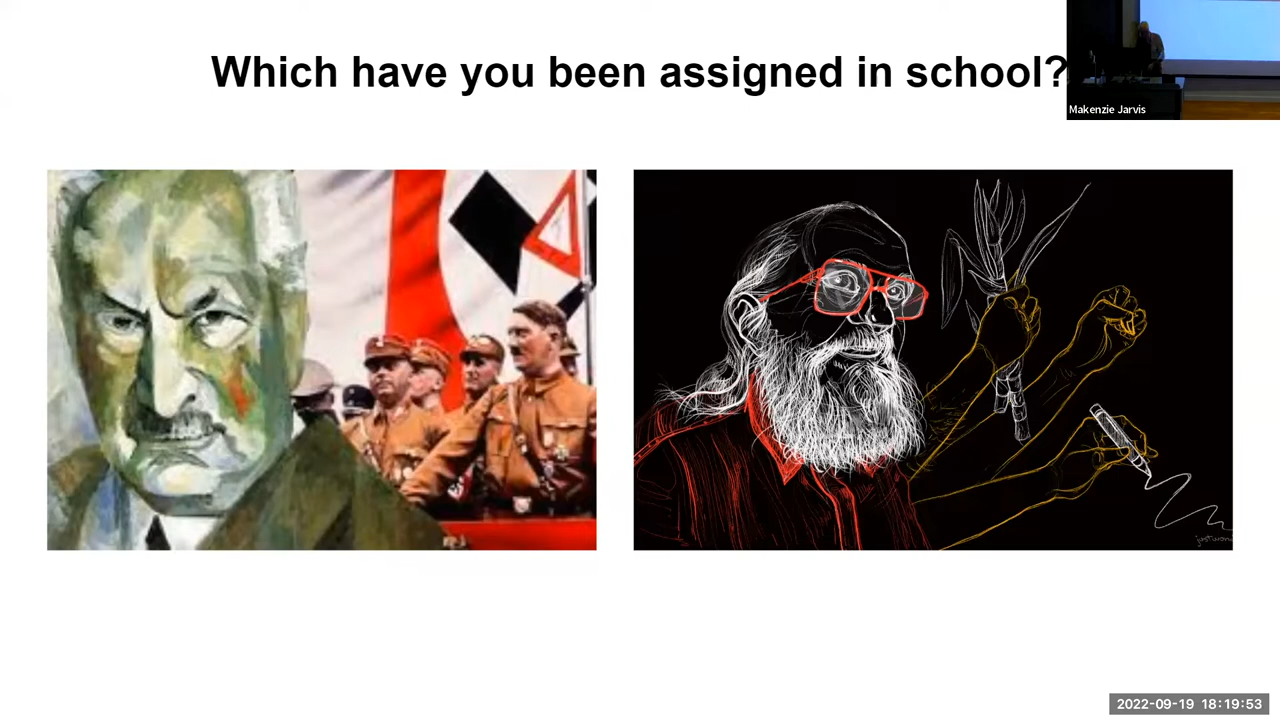 Which have you been assigned in school?
Makenzie Jarvis
2022-09-19 18:19:53